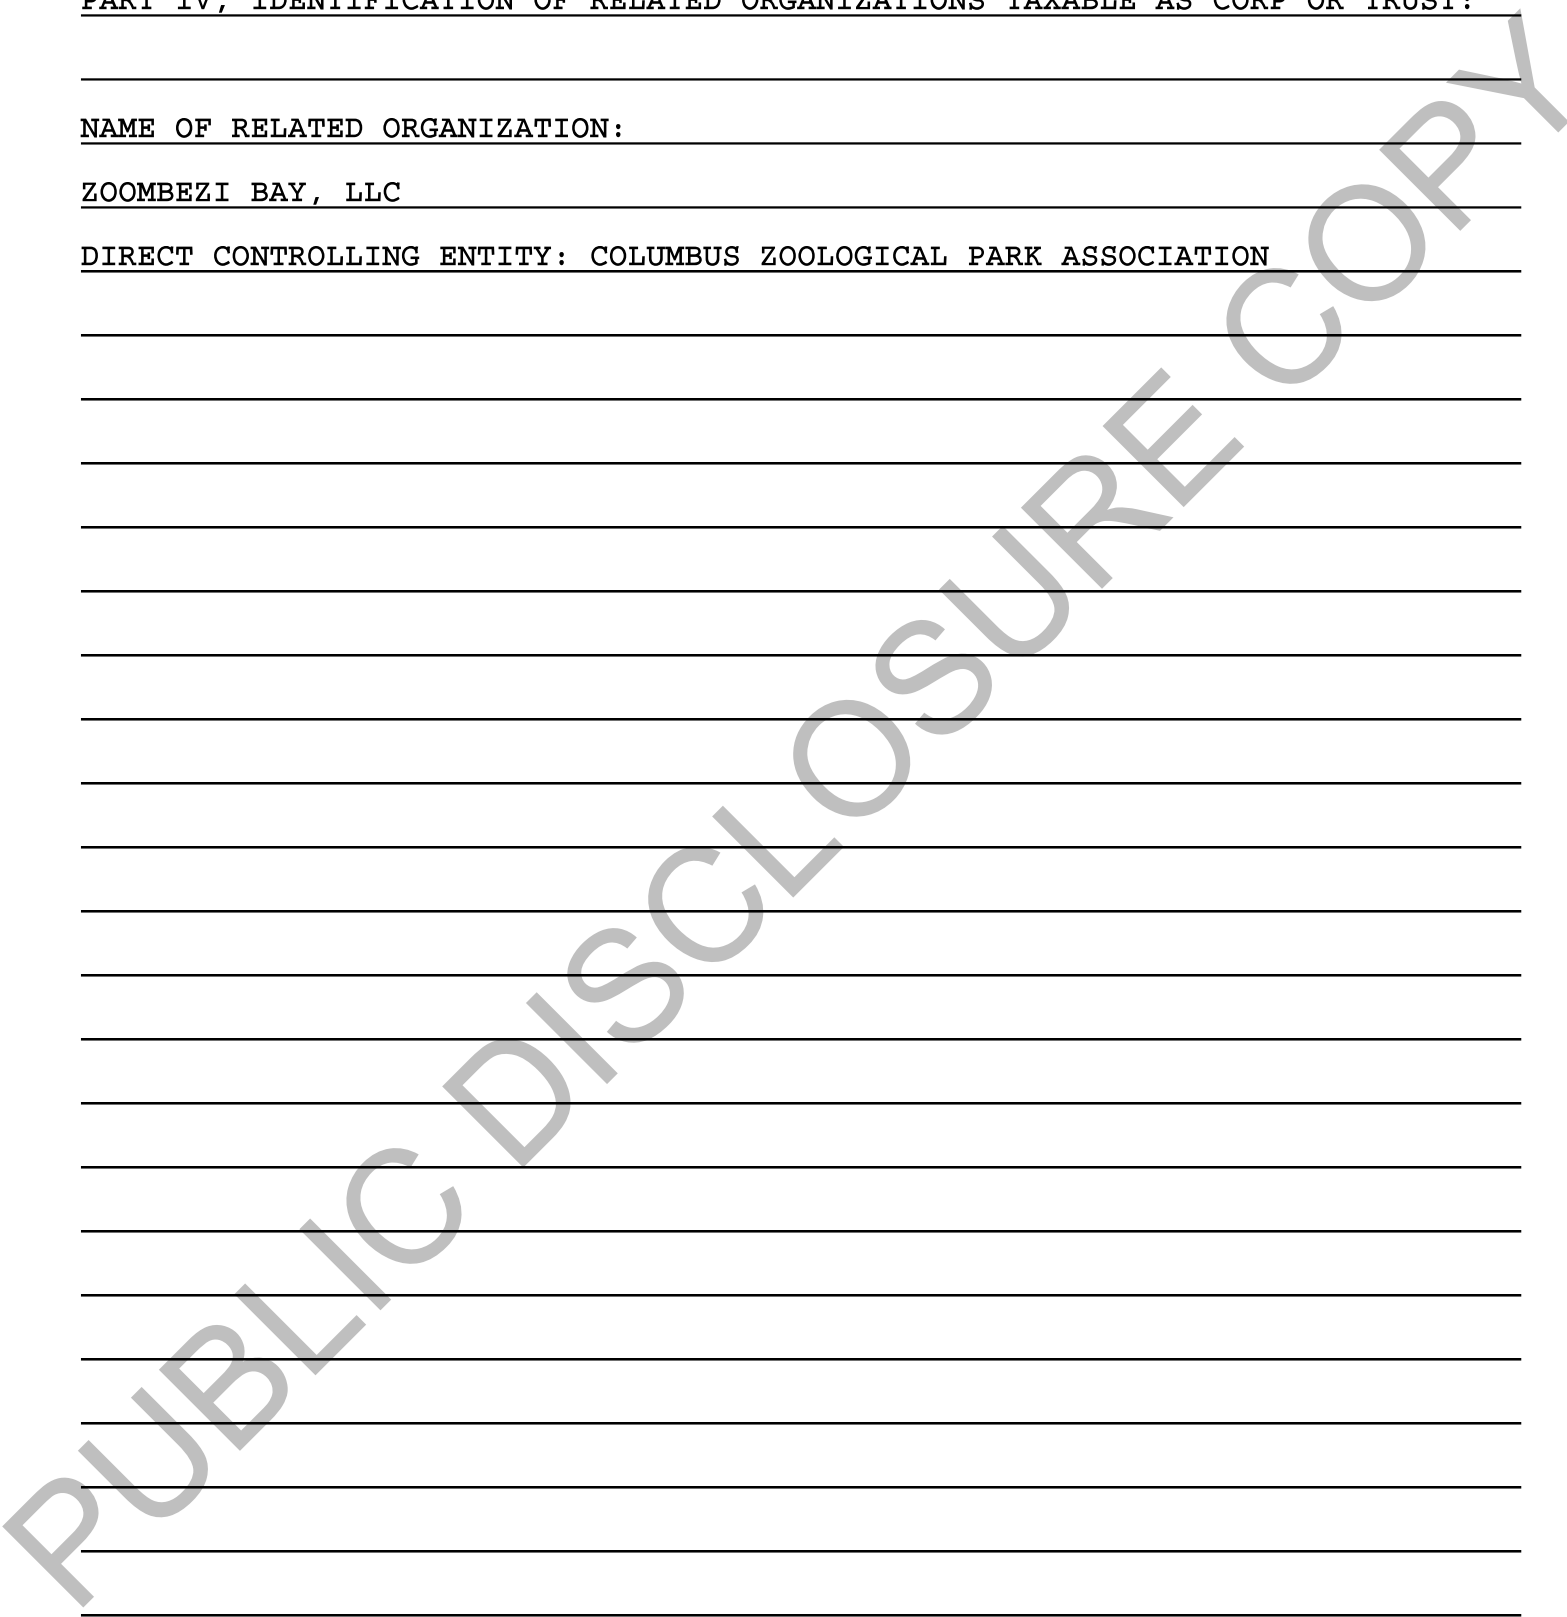 PART IV, IDENTIFICATION OF RELATED ORGANIZATIONS TAXABLE AS CORP OR TRUST:
NAME OF RELATED ORGANIZATION:
ZOOMBEZI BAY, LLC
DIRECT CONTROLLING ENTITY: COLUMBUS ZOOLOGICAL PARK ASSOCIATION
PUBLIC DISCLOSURE COPY